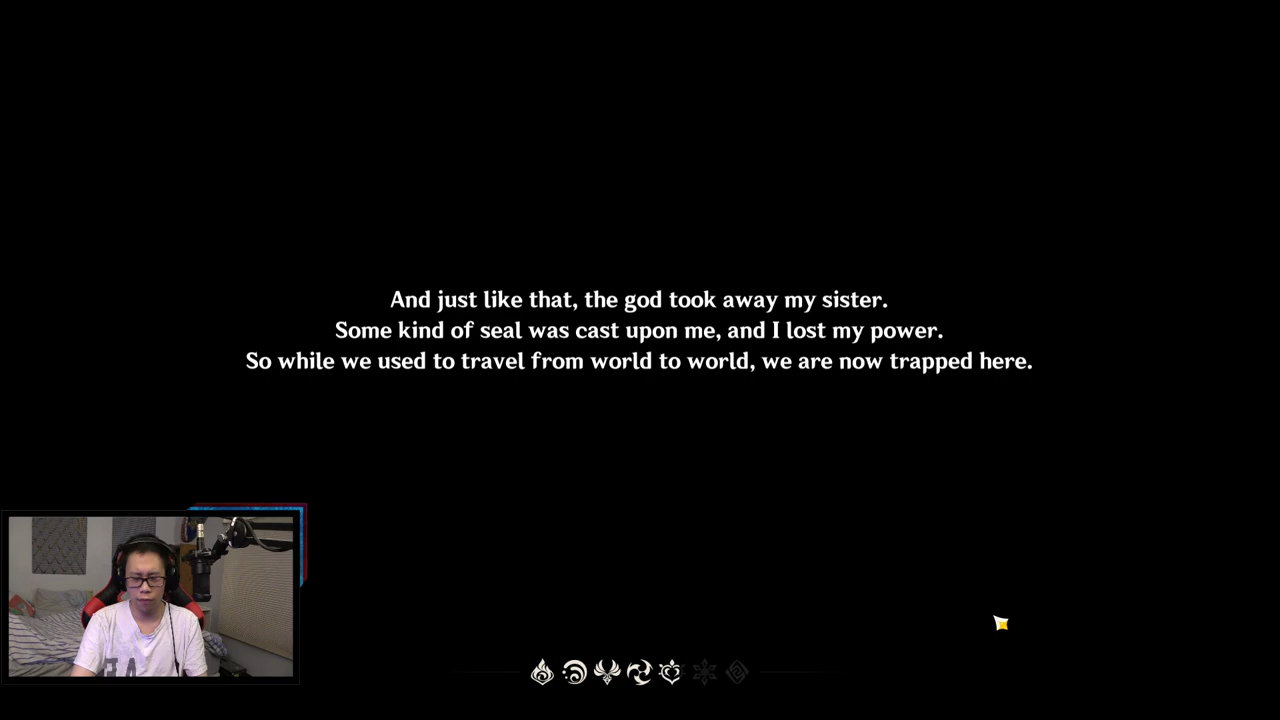 And just like that, the god took away my sister.
Some kind of seal was cast upon me, and I lost my power.
So while we used to travel from world to world, we are now trapped here.